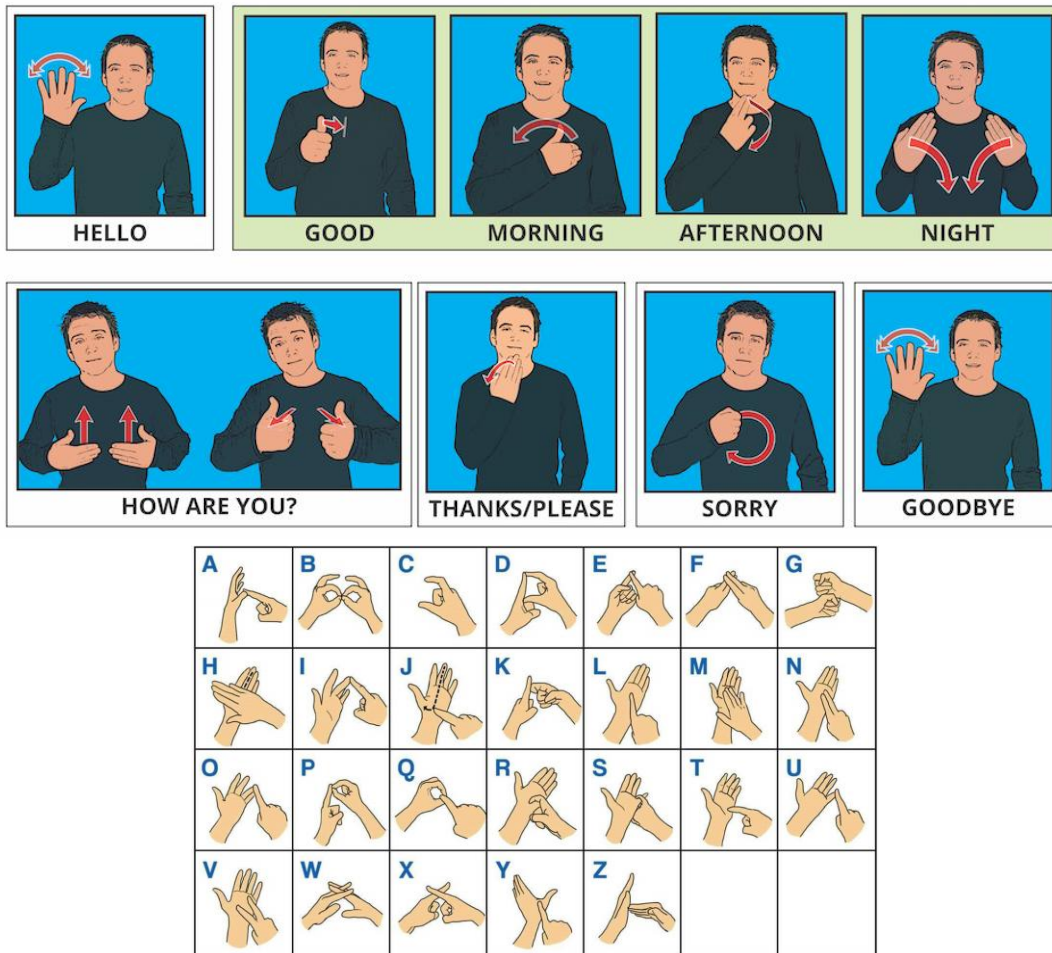 HELLO
GOOD MORNING AFTERNOON NIGHT
HOW ARE YOU?
THANKS/PLEASE
SORRY
GOODBYE
A B C D E F G
H I J K L M N
O P Q R S T U
V W X Y Z